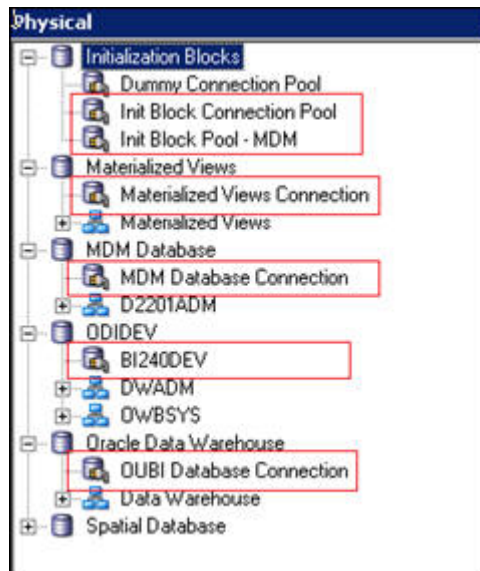 Physical
Initialization Blocks
Dummy Connection Pool
Init Block Connection Pool
Init Block Pool - MDM
Materialized Views
Materialized Views Connection
Materialized Views
MDM Database
MDM Database Connection
D2201ADM
ODIDEV
BI240DEV
DWADM
OWBSYS
Oracle Data Warehouse
OUBI Database Connection
Data Warehouse
Spatial Database